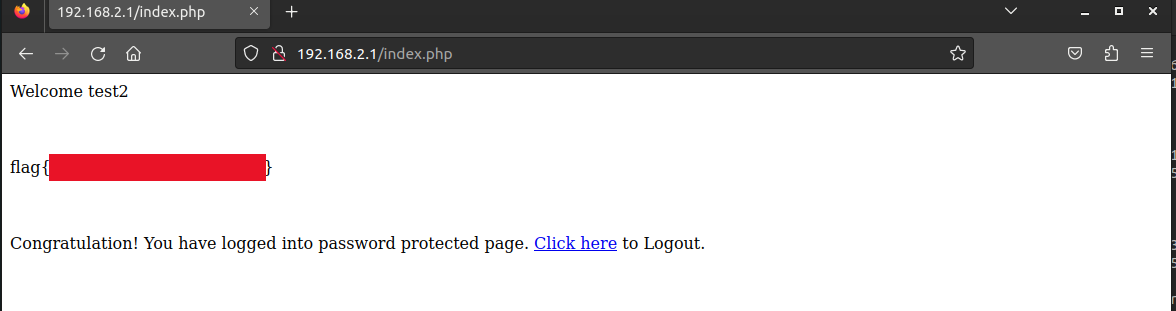 192.168.2.1/index.php
192.168.2.1/index.php
Welcome test2
flag{
}
Congratulation! You have logged into password protected page. Click here to Logout.